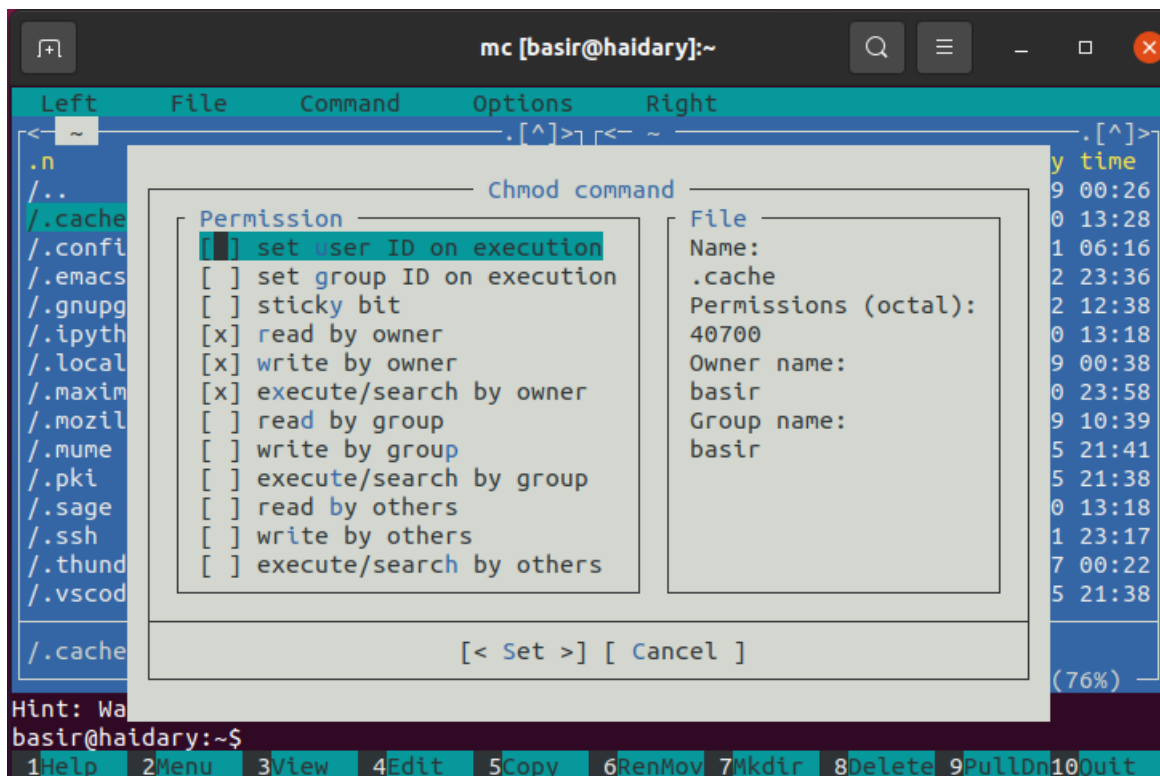 mc [basir@haidary]:~
Left File Command Options Right
<- ~ .[^]> <- ~ .[^]>
.n y time
/.. 9 00:26
/.cache 0 13:28
/.confi 1 06:16
/.emacs 2 23:36
/.gnupg 2 12:38
/.ipyth 0 13:18
/.local 9 00:38
/.maxim 0 23:58
/.mozil 9 10:39
/.mume 5 21:41
/.pki 5 21:38
/.sage 0 13:18
/.ssh 1 23:17
/.thund 7 00:22
/.vscod 5 21:38
/.cache
(76%)
Chmod command
Permission
[ ] set user ID on execution
[ ] set group ID on execution
[ ] sticky bit
[x] read by owner
[x] write by owner
[x] execute/search by owner
[ ] read by group
[ ] write by group
[ ] execute/search by group
[ ] read by others
[ ] write by others
[ ] execute/search by others
File
Name:
.cache
Permissions (octal):
40700
Owner name:
basir
Group name:
basir
[< Set >] [ Cancel ]
Hint: Wa
basir@haidary:~$
1Help 2Menu 3View 4Edit 5Copy 6RenMov 7Mkdir 8Delete 9PullDn 10Quit